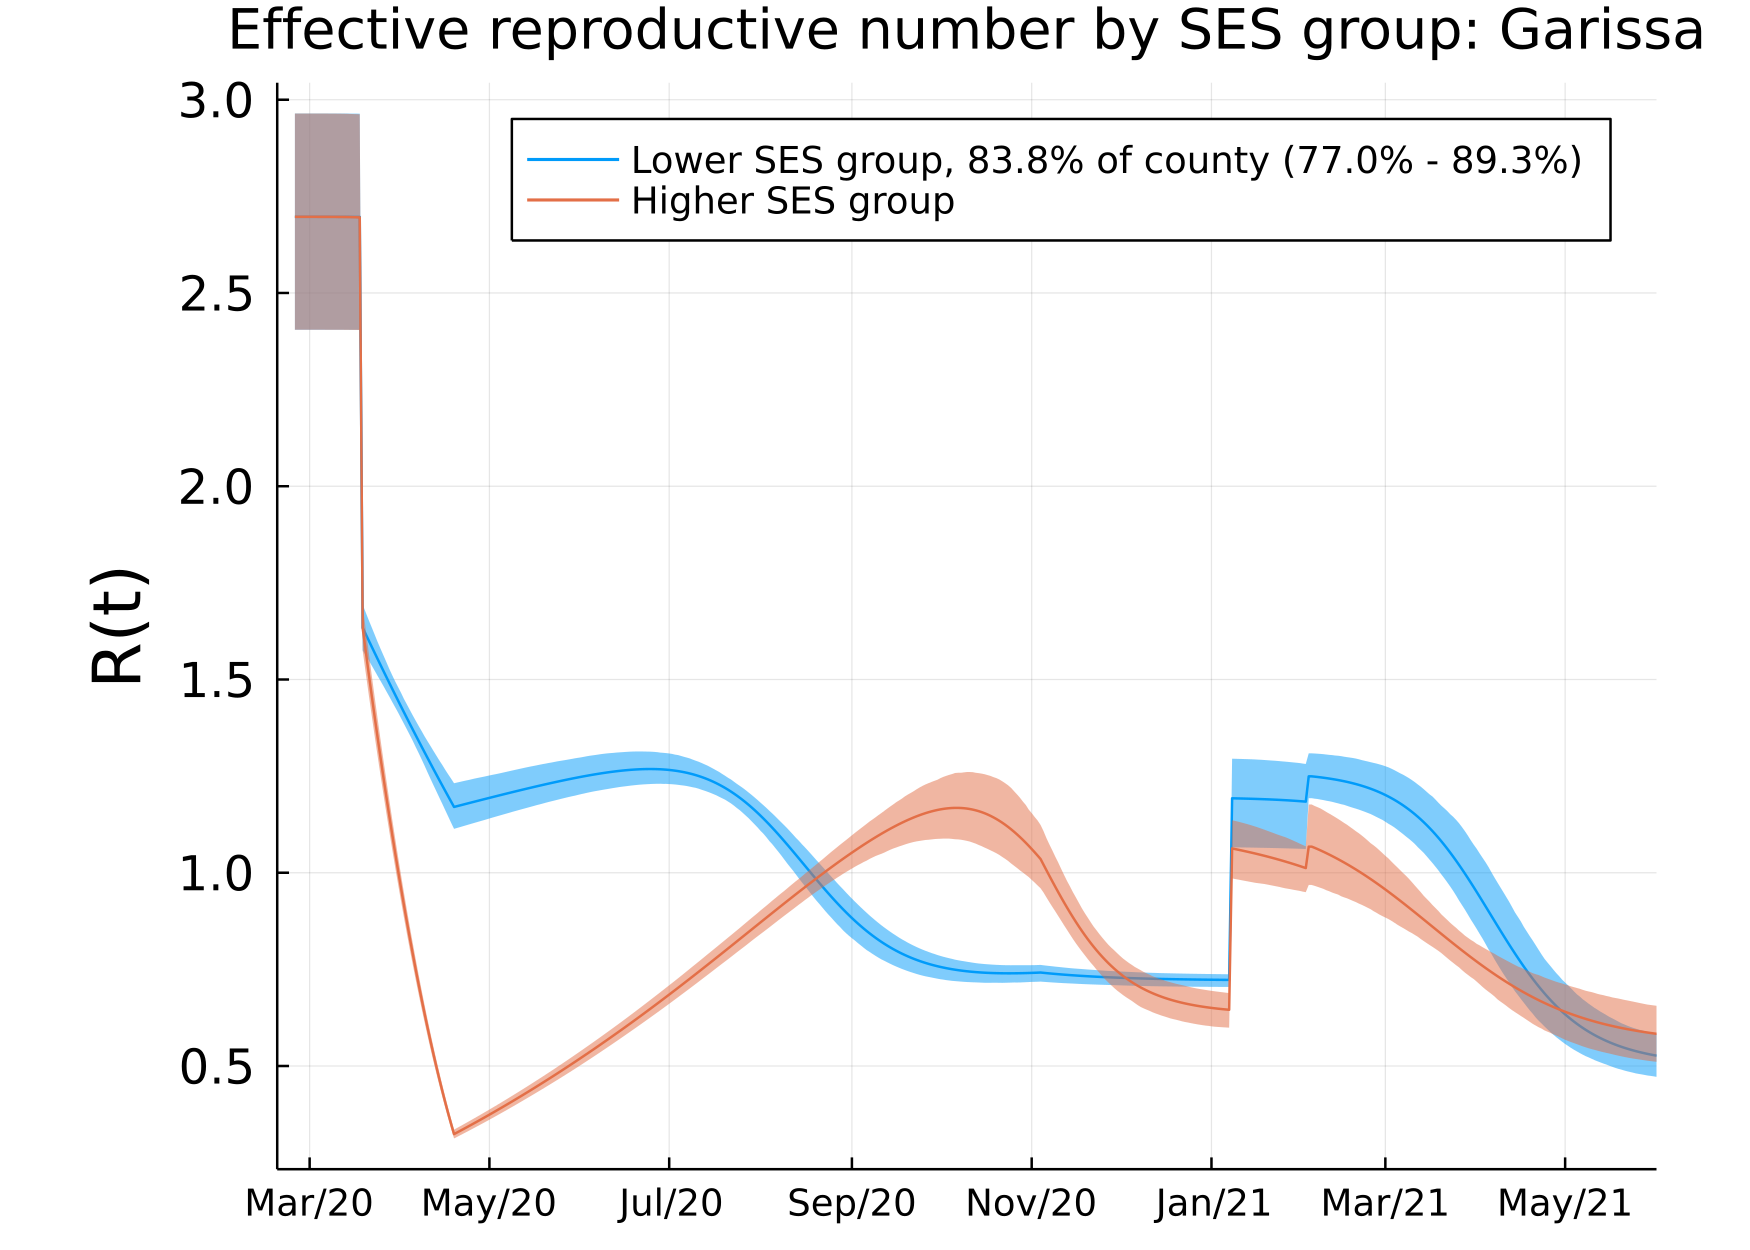 Effective reproductive number by SES group: Garissa
Lower SES group, 83.8% of county (77.0% - 89.3%)
Higher SES group
R(t)
3.0
2.5
2.0
1.5
1.0
0.5
Mar/20 May/20 Jul/20 Sep/20 Nov/20 Jan/21 Mar/21 May/21